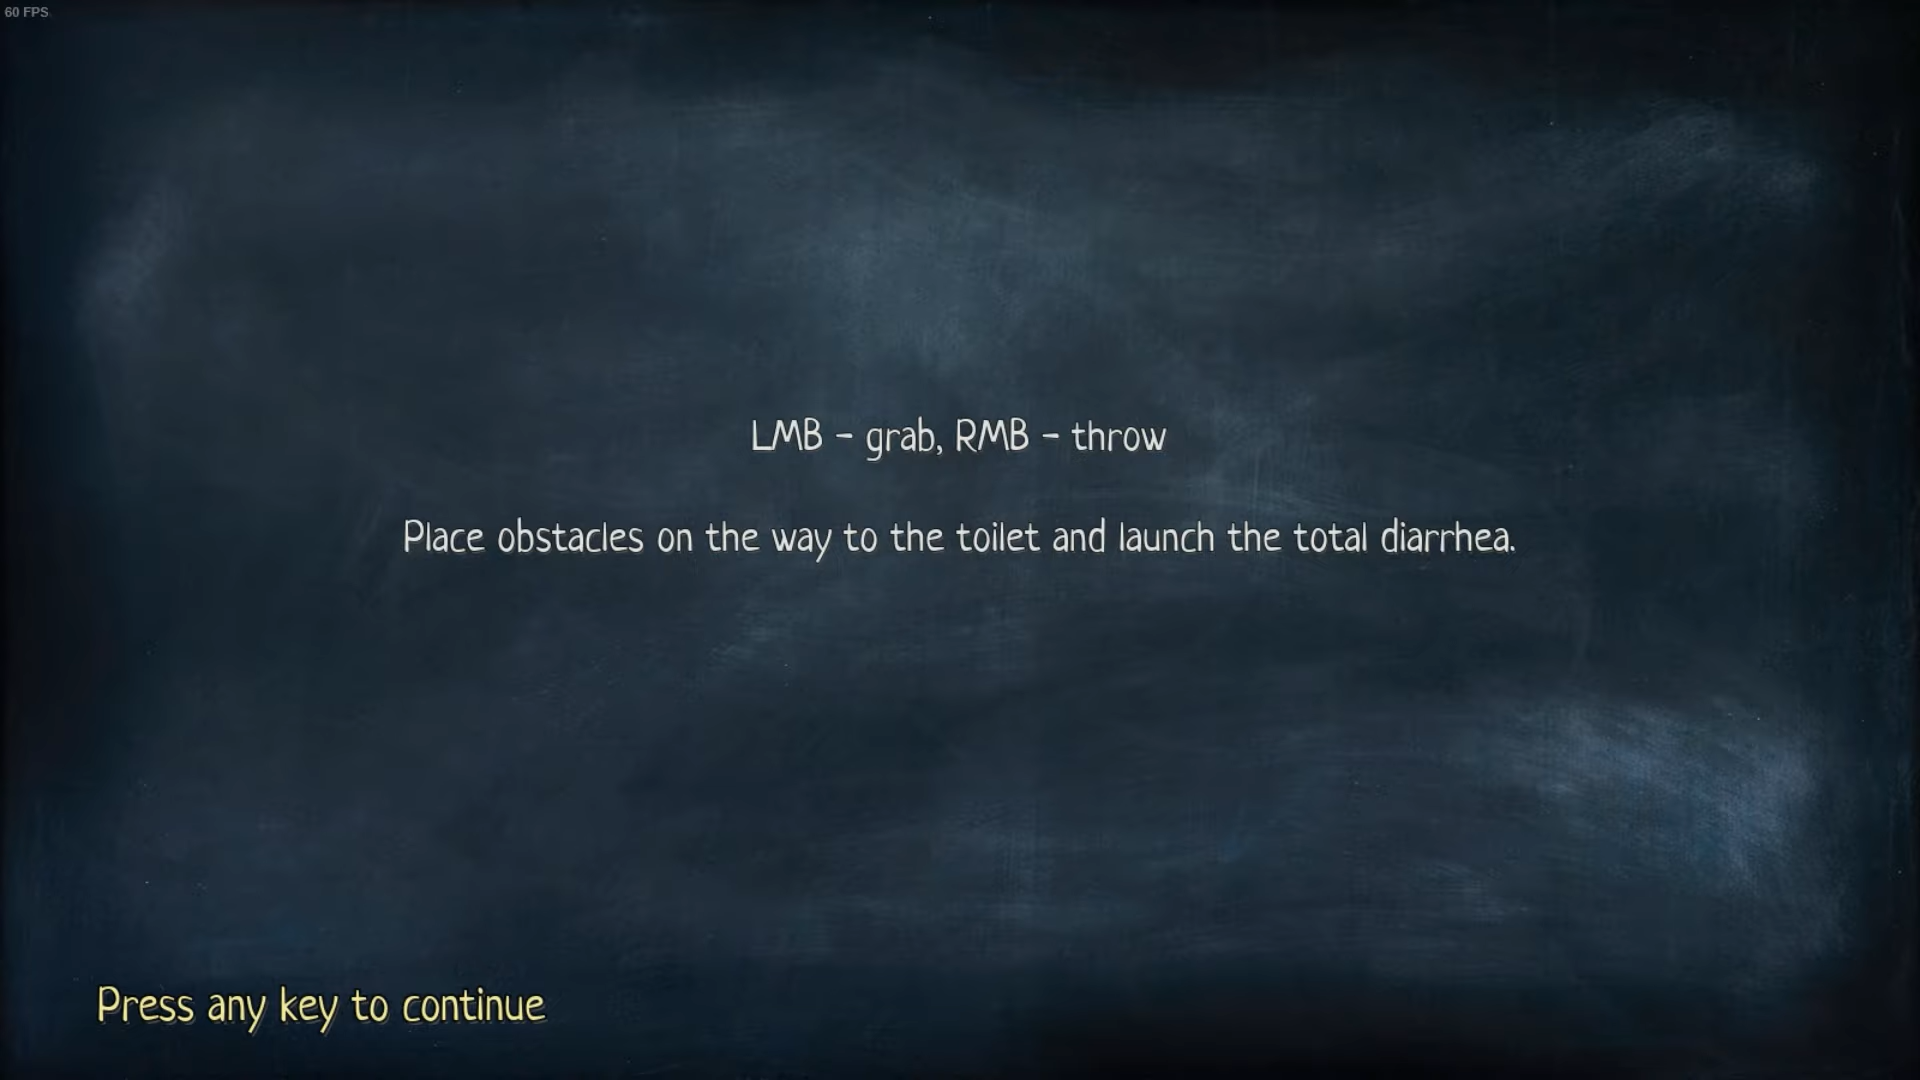 60 FPS
LMB - grab, RMB - throw
Place obstacles on the way to the toilet and launch the total diarrhea.
Press any key to continue